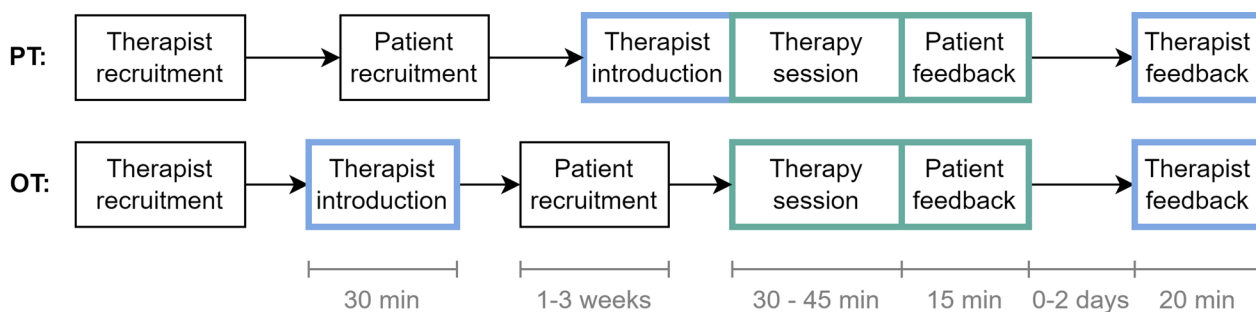 PT:
Therapist
recruitment
Patient
recruitment
Therapist
introduction
Therapy
session
Patient
feedback
Therapist
feedback
OT:
Therapist
recruitment
Therapist
introduction
Patient
recruitment
Therapy
session
Patient
feedback
Therapist
feedback
30 min
1-3 weeks
30 - 45 min
15 min
0-2 days
20 min